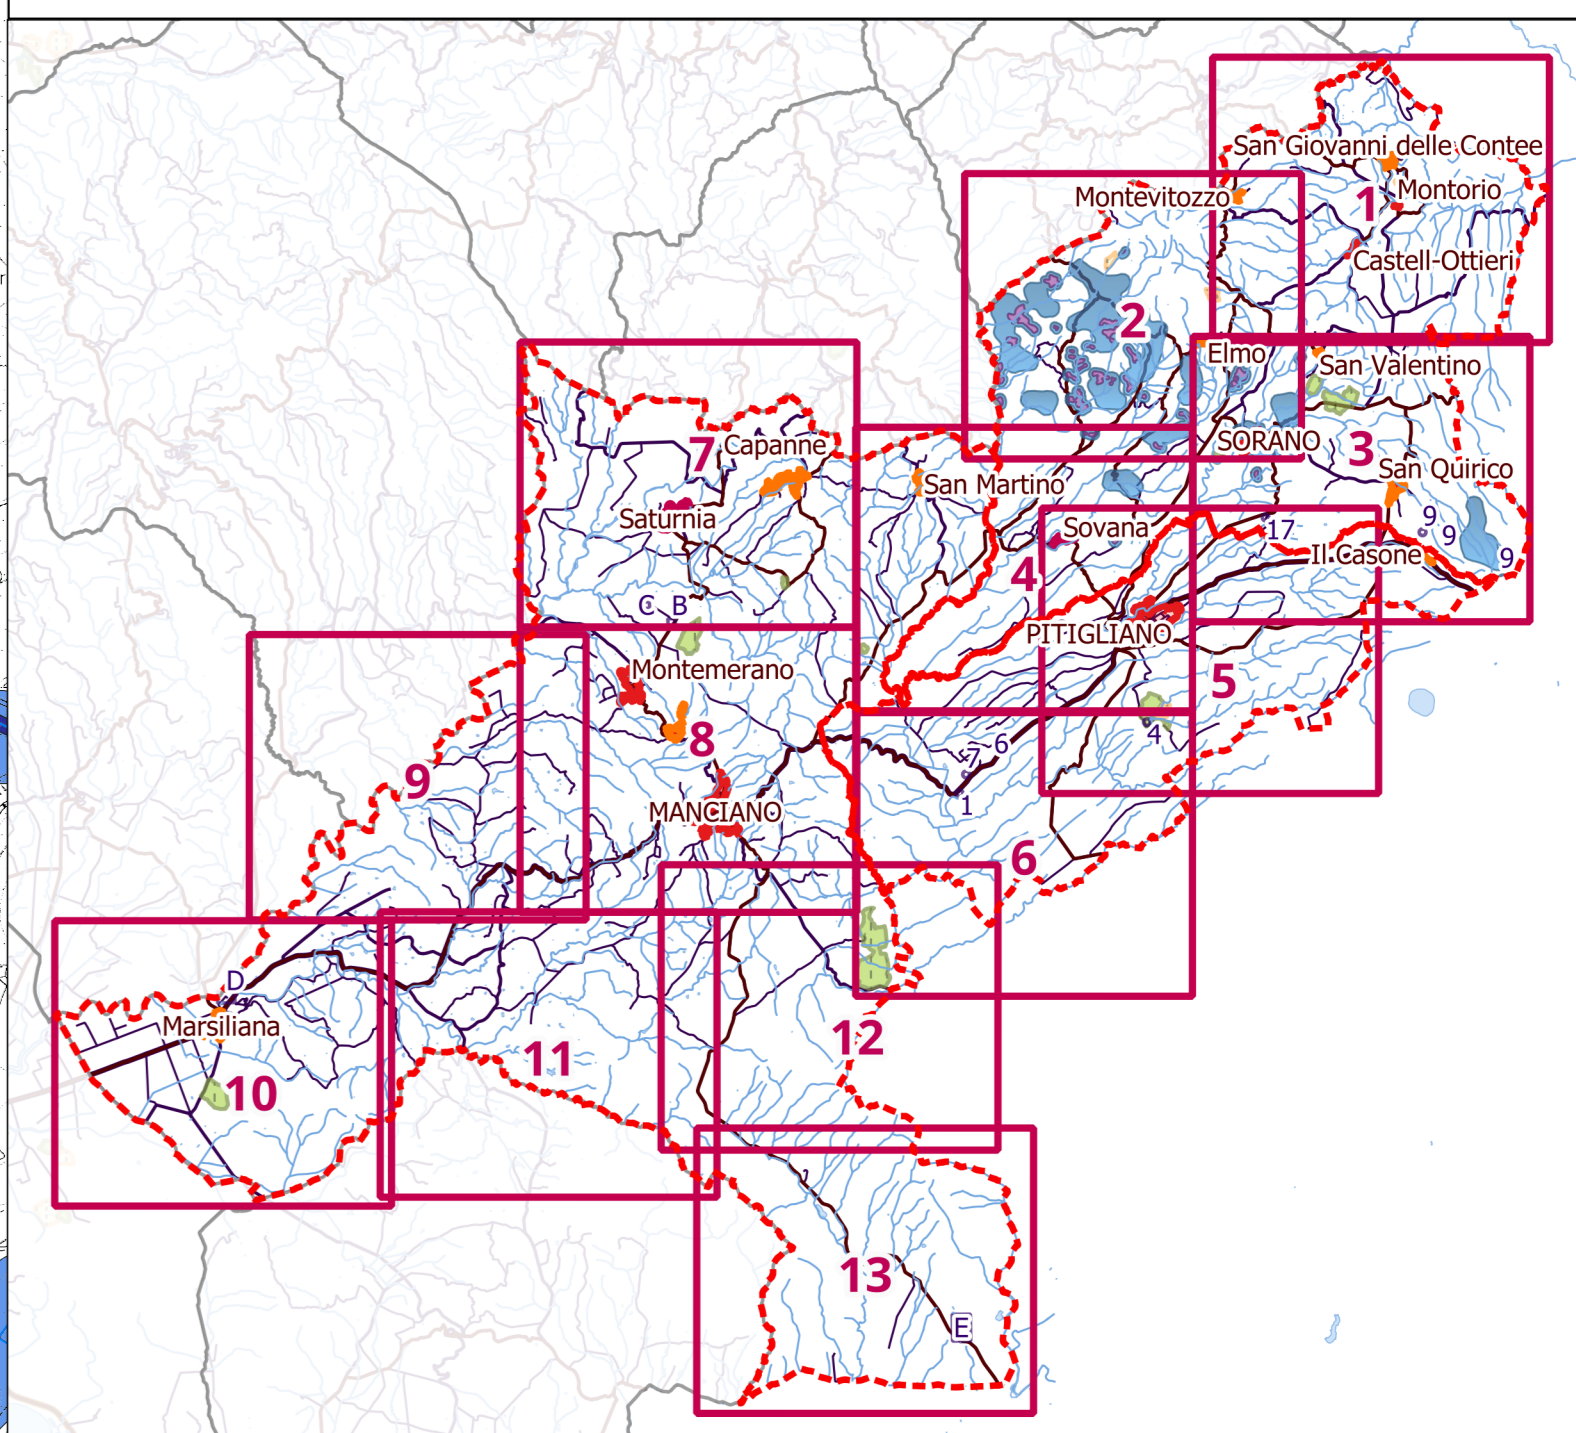 San Giovanni delle Contee
Montevitozzo
1
Montorio
Castell-Ottieri
2
Elmo
San Valentino
7
Capanne
SORANO
3
San Quirico
San Martino
Saturnia
9
17
Sovana
9
Il Casone
9
4
C
B
PITIGLIANO
Montemerano
5
8
4
6
7
9
1
MANCIANO
6
D
Marsiliana
12
11
10
13
E